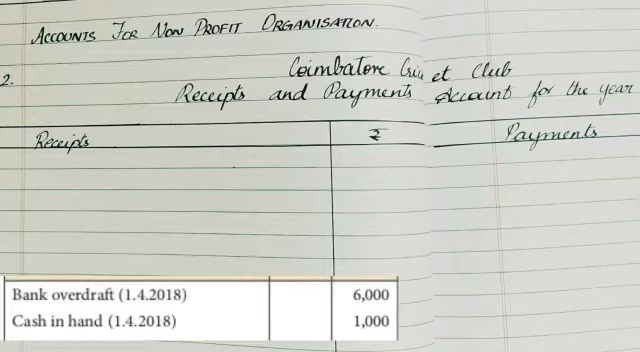 ACCOUNTS FOR NON PROFIT ORGANISATION.
2.
Coimbatore Cri et Club
Receipts and Payments Account for the year
Receipts ₹ Payments
Bank overdraft (1.4.2018) 6,000
Cash in hand (1.4.2018) 1,000